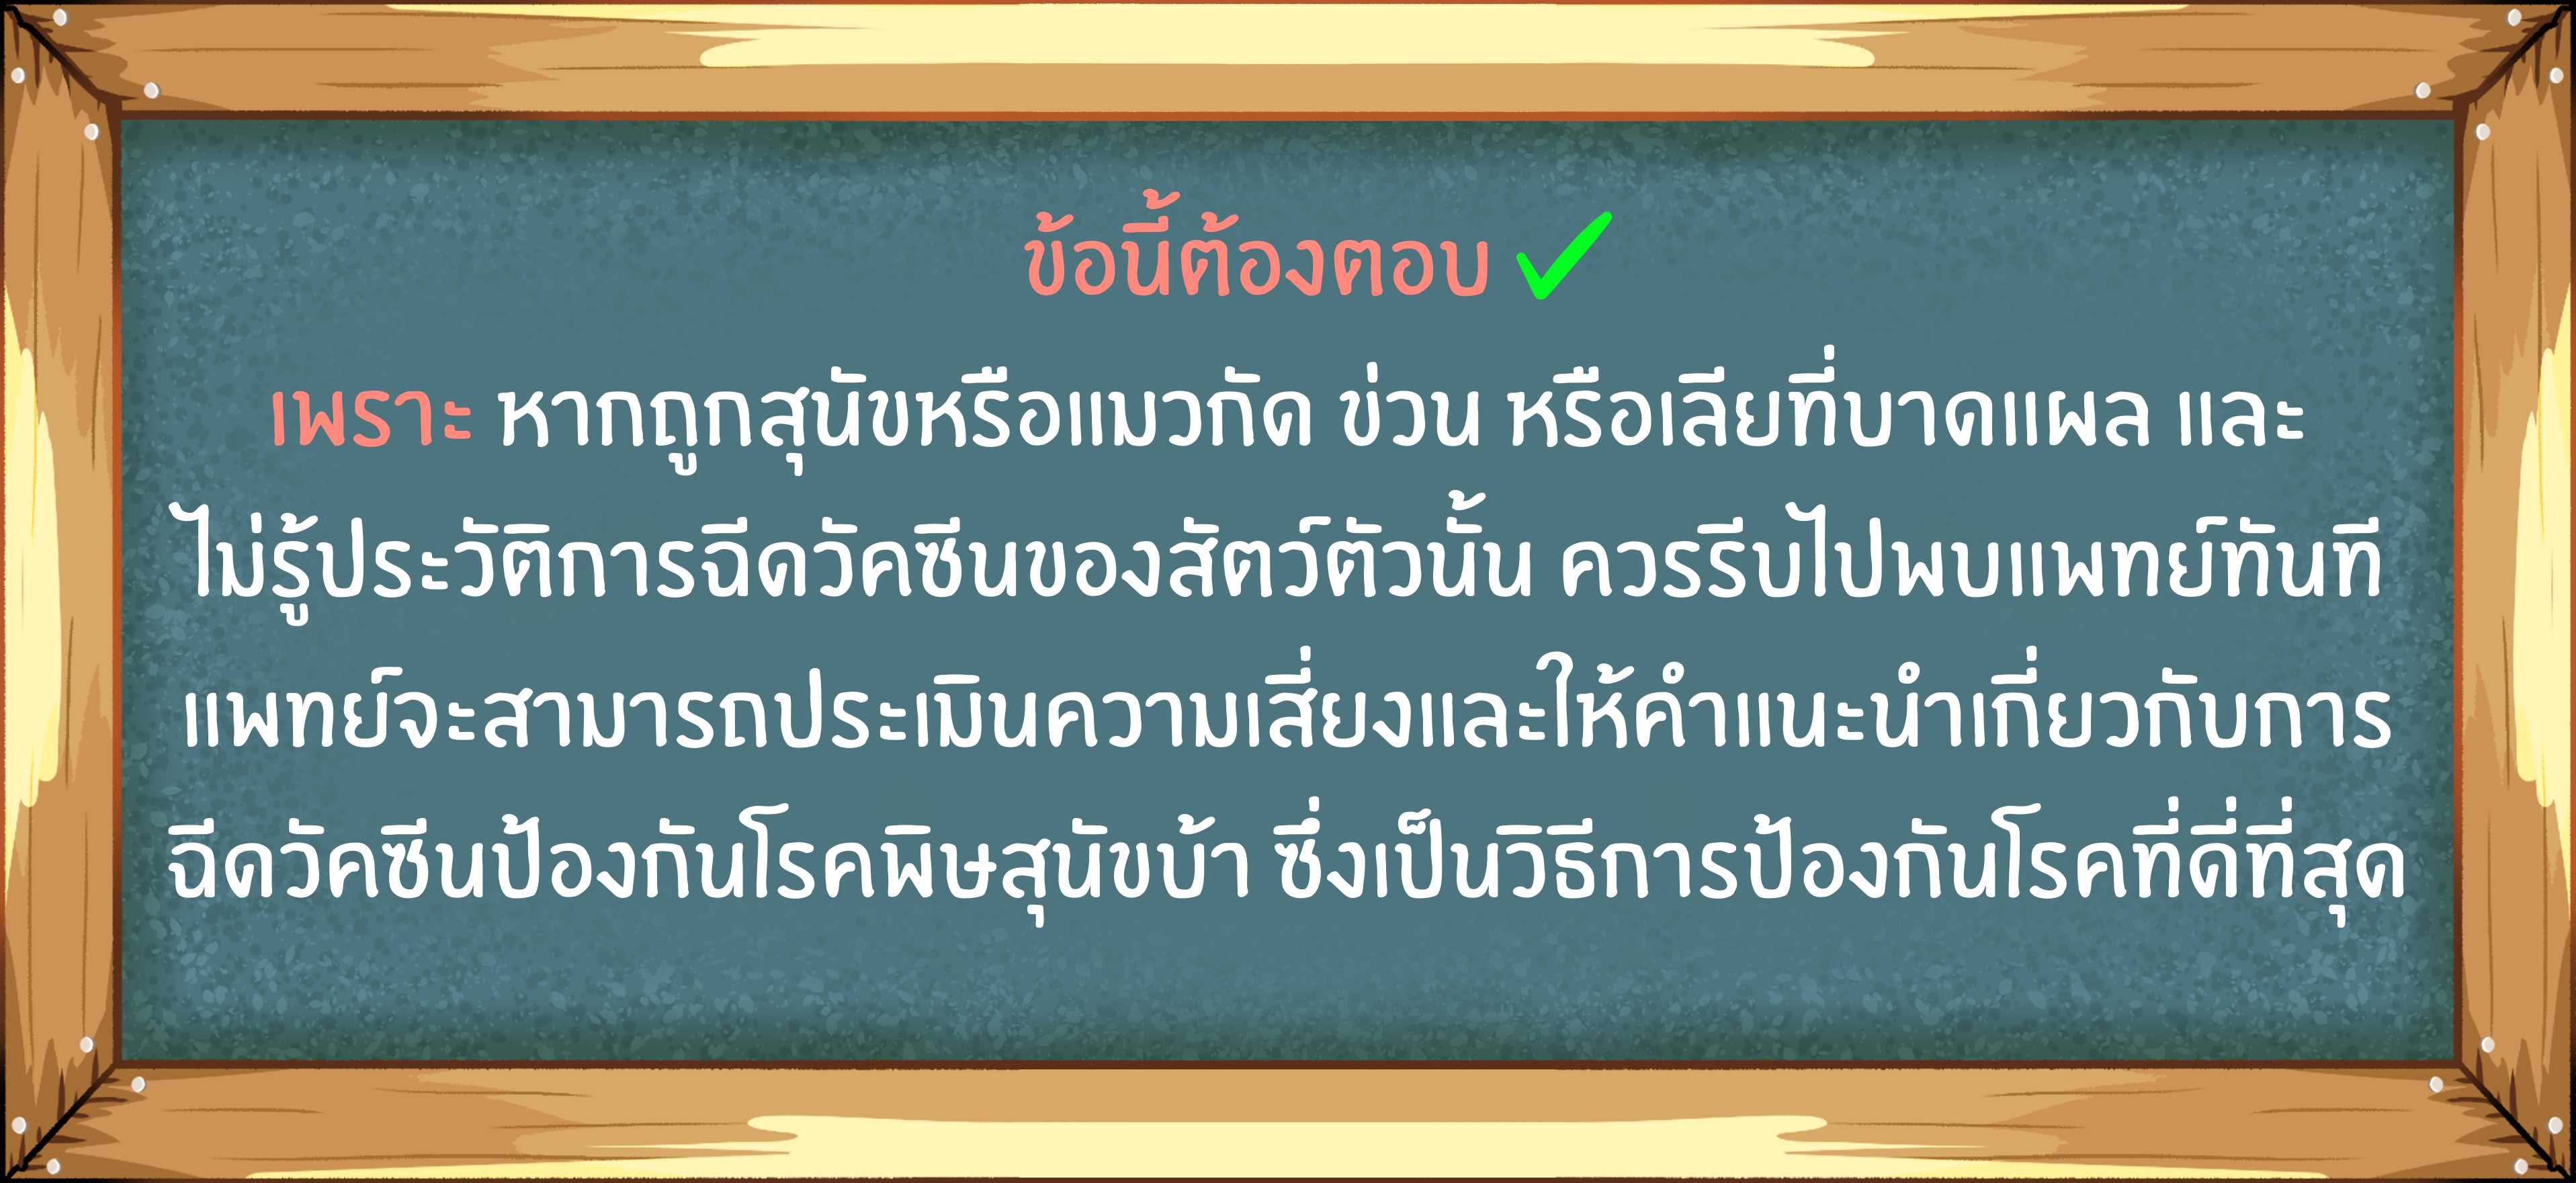 ข้อนี้ต้องตอบ ✓
เพราะ หากถูกสุนัขหรือแมวกัด ข่วน หรือเลียที่บาดแผล และ
ไม่รู้ประวัติการฉีดวัคซีนของสัตว์ตัวนั้น ควรรีบไปพบแพทย์ทันที
แพทย์จะสามารถประเมินความเสี่ยงและให้คำแนะนำเกี่ยวกับการ
ฉีดวัคซีนป้องกันโรคพิษสุนัขบ้า ซึ่งเป็นวิธีการป้องกันโรคที่ดี่ที่สุด